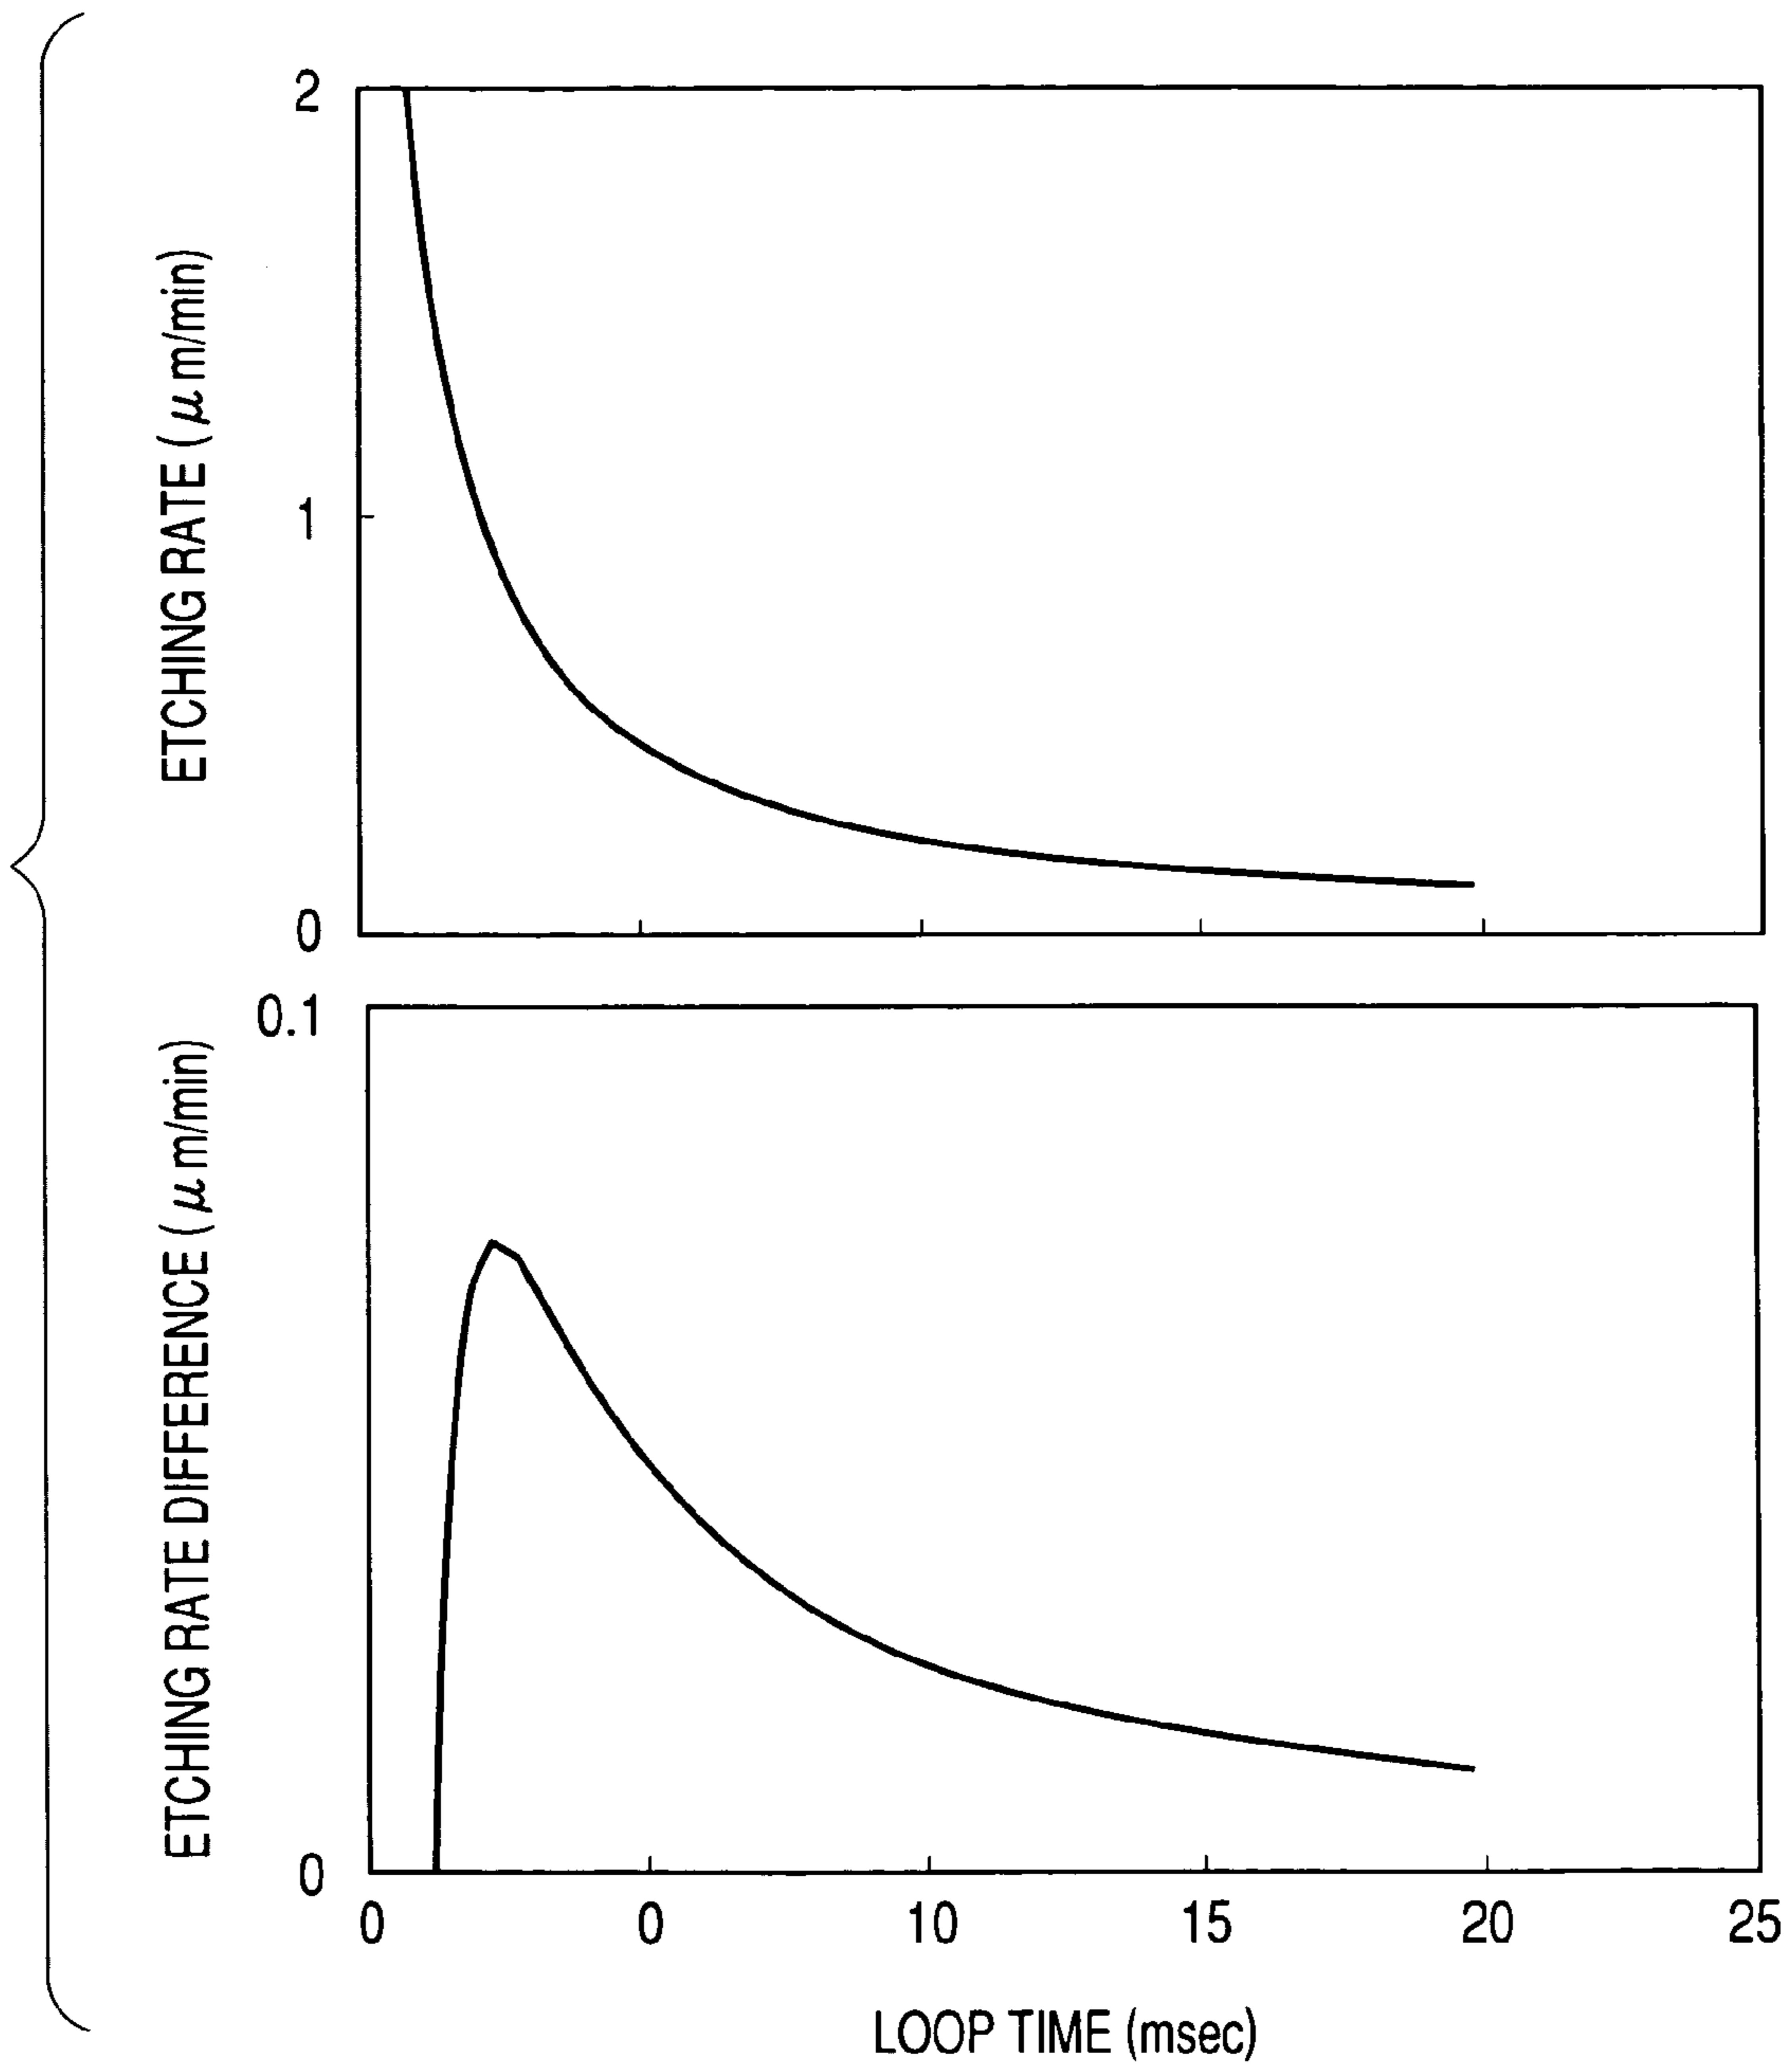 2
1
0
ETCHING RATE (μm/min)
0.1
0
ETCHING RATE DIFFERENCE (μm/min)
0 0 10 15 20 25
LOOP TIME (msec)